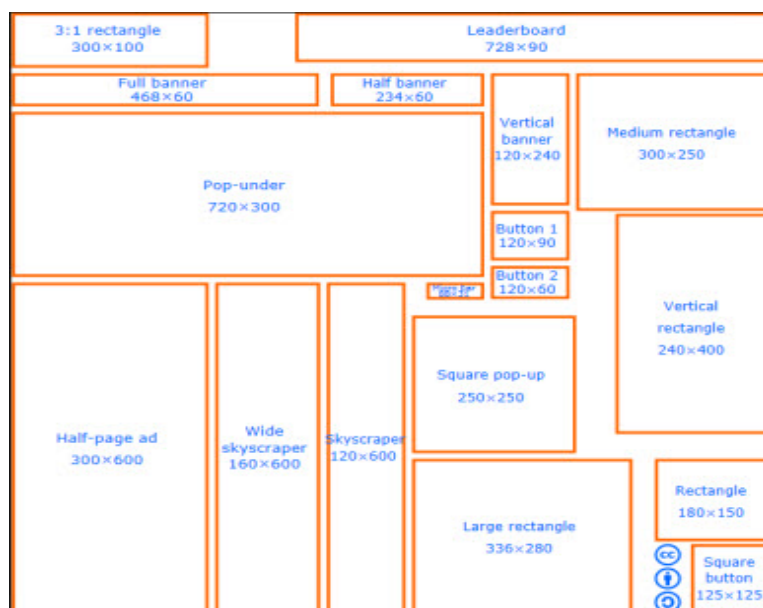 3:1 rectangle
300×100
Leaderboard
728×90
Full banner
468×60
Half banner
234×60
Vertical
banner
120×240
Medium rectangle
300×250
Pop-under
720×300
Button 1
120×90
Button 2
120×60
Vertical
rectangle
240×400
Square pop-up
250×250
Half-page ad
300×600
Wide
skyscraper
160×600
Skyscraper
120×600
Large rectangle
336×280
Rectangle
180×150
cc
Square
button
125×125